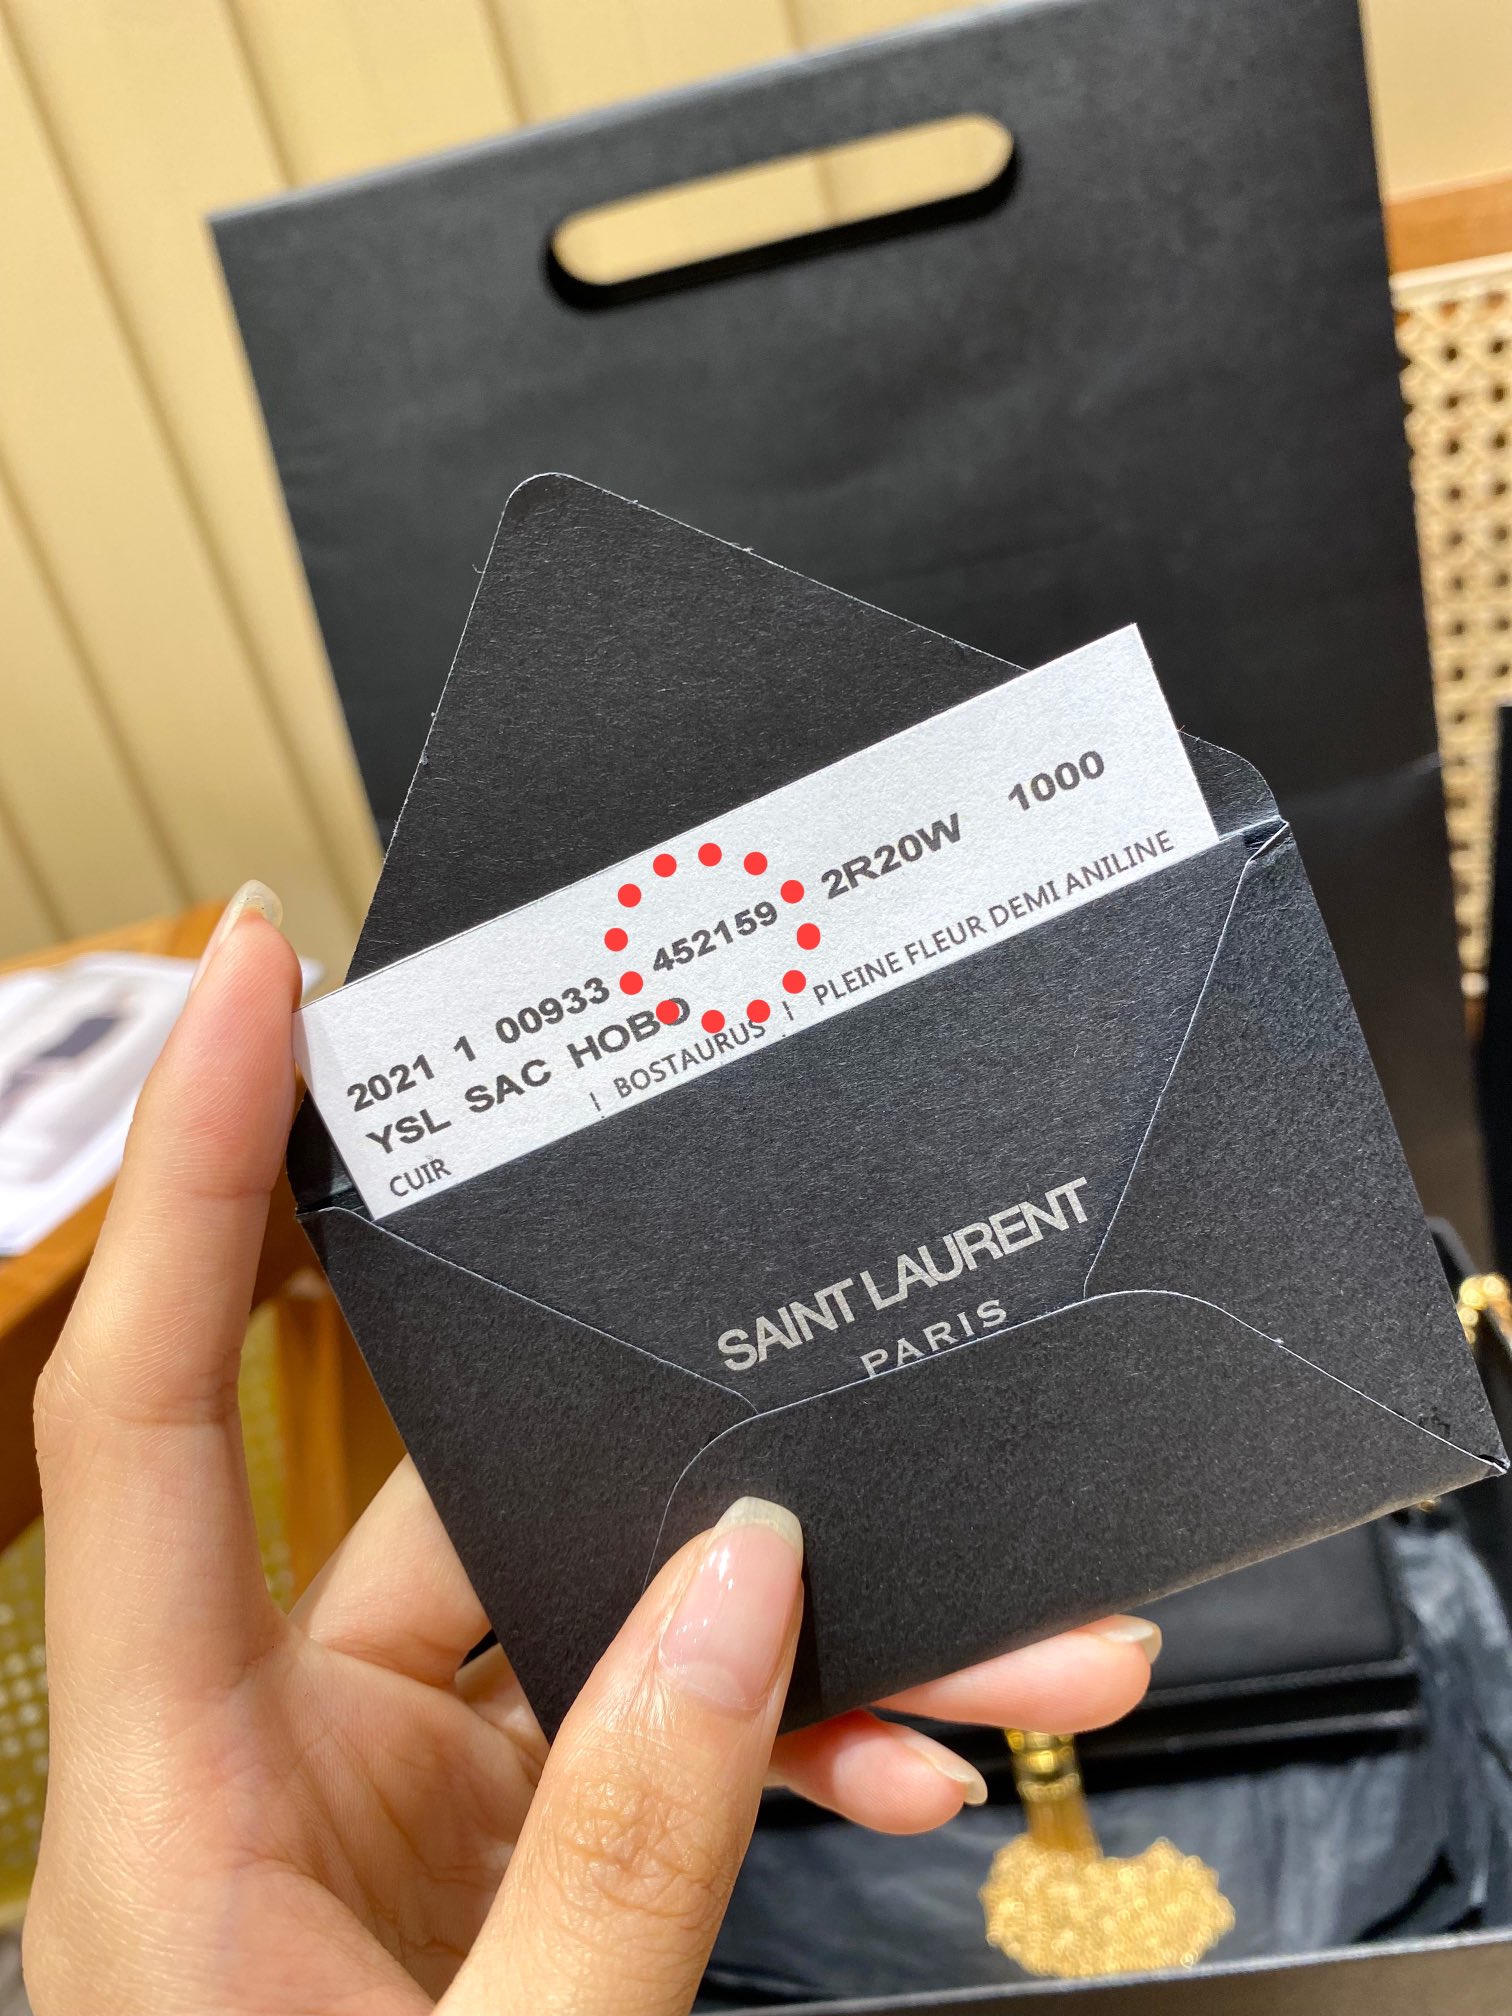 2021 1 00933 452159 2R20W 1000
YSL SAC HOBO
CUIR | BOSTAURUS | PLEINE FLEUR DEMI ANILINE
SAINT LAURENT
PARIS